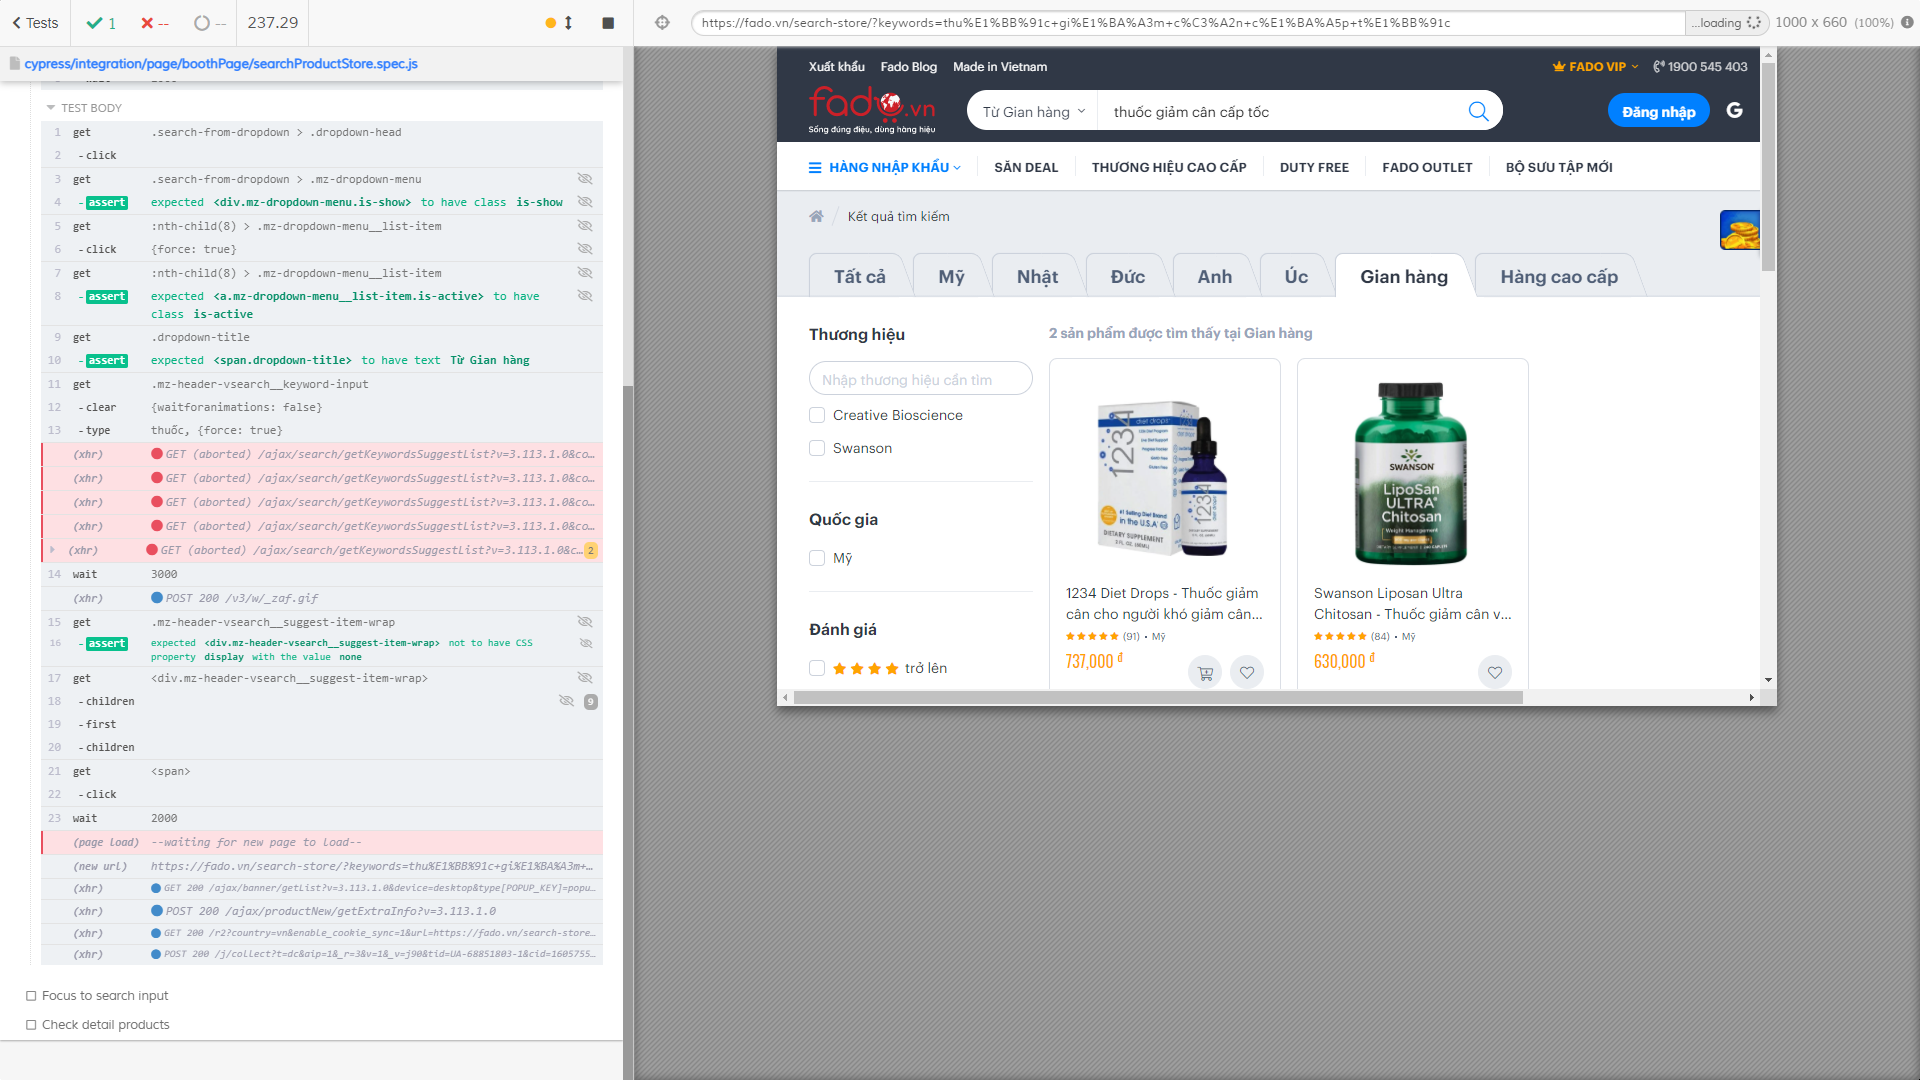 Tests
1
--
--
237.29
cypress/integration/page/boothPage/searchProductStore.spec.js
TEST BODY
1 get .search-from-dropdown > .dropdown-head
2 -click
3 get .search-from-dropdown > .mz-dropdown-menu
4 -assert expected <div.mz-dropdown-menu.is-show> to have class is-show
5 get :nth-child(8) > .mz-dropdown-menu__list-item
6 -click {force: true}
7 get :nth-child(8) > .mz-dropdown-menu__list-item
8 -assert expected <a.mz-dropdown-menu__list-item.is-active> to have
class is-active
9 get .dropdown-title
10 -assert expected <span.dropdown-title> to have text Từ Gian hàng
11 get .mz-header-vsearch__keyword-input
12 -clear {waitforanimations: false}
13 -type thuốc, {force: true}
(xhr) GET (aborted) /ajax/search/getKeywordsSuggestList?v=3.113.1.0&co…
(xhr) GET (aborted) /ajax/search/getKeywordsSuggestList?v=3.113.1.0&co…
(xhr) GET (aborted) /ajax/search/getKeywordsSuggestList?v=3.113.1.0&co…
(xhr) GET (aborted) /ajax/search/getKeywordsSuggestList?v=3.113.1.0&co…
(xhr) GET (aborted) /ajax/search/getKeywordsSuggestList?v=3.113.1.0&c… 2
14 wait 3000
(xhr) POST 200 /v3/w/_zaf.gif
15 get .mz-header-vsearch__suggest-item-wrap
16 -assert expected <div.mz-header-vsearch__suggest-item-wrap> not to have CSS
property display with the value none
17 get <div.mz-header-vsearch__suggest-item-wrap>
18 -children 9
19 -first
20 -children
21 get <span>
22 -click
23 wait 2000
(page load) --waiting for new page to load--
(new url) https://fado.vn/search-store/?keywords=thu%E1%BB%91c+gi%E1%BA%A3m+…
(xhr) GET 200 /ajax/banner/getList?v=3.113.1.0&device=desktop&type[POPUP_KEY]=popu…
(xhr) POST 200 /ajax/productNew/getExtraInfo?v=3.113.1.0
(xhr) GET 200 /r2?country=vn&enable_cookie_sync=1&url=https://fado.vn/search-store…
(xhr) POST 200 /j/collect?t=dc&aip=1&_r=3&v=1&_v=j90&tid=UA-68851803-1&cid=1605755…
Focus to search input
Check detail products
https://fado.vn/search-store/?keywords=thu%E1%BB%91c+gi%E1%BA%A3m+c%C3%A2n+c%E1%BA%A5p+t%E1%BB%91c
...loading
1000 x 660 (100%)
Xuất khẩu Fado Blog Made in Vietnam
FADO VIP 1900 545 403
fado.vn
Sống đúng điệu, dùng hàng hiệu
Từ Gian hàng
thuốc giảm cân cấp tốc
Đăng nhập
G
HÀNG NHẬP KHẨU SĂN DEAL THƯƠNG HIỆU CAO CẤP DUTY FREE FADO OUTLET BỘ SƯU TẬP MỚI
Kết quả tìm kiếm
Tất cả Mỹ Nhật Đức Anh Úc Gian hàng Hàng cao cấp
Thương hiệu
Nhập thương hiệu cần tìm
Creative Bioscience
Swanson
Quốc gia
Mỹ
Đánh giá
trở lên
2 sản phẩm được tìm thấy tại Gian hàng
1234
diet drops
#1 Selling Diet Brand
in the U.S.A.
DIETARY SUPPLEMENT
1234 Diet Drops - Thuốc giảm
cân cho người khó giảm cân...
(91) • Mỹ
737,000 ₫
SWANSON
LipoSan
ULTRA
Chitosan
Weight Management
Swanson Liposan Ultra
Chitosan - Thuốc giảm cân v...
(84) • Mỹ
630,000 ₫